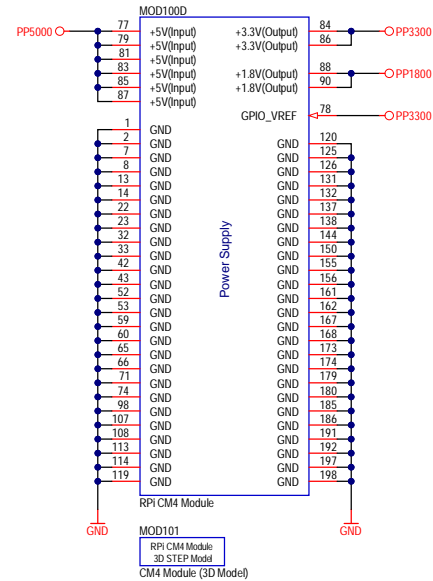 MOD100D
PP5000 77 +5V(Input) +3.3V(Output) 84 PP3300
79 +5V(Input) +3.3V(Output) 86
81 +5V(Input)
83 +5V(Input) +1.8V(Output) 88 PP1800
85 +5V(Input) +1.8V(Output) 90
87 +5V(Input)
GPIO_VREF 78 PP3300
1 GND
2 GND GND 120
7 GND GND 125
8 GND GND 126
13 GND GND 131
14 GND GND 132
22 GND GND 137
23 GND GND 138
32 GND GND 144
33 GND GND 150
42 GND GND 155
43 GND GND 156
52 GND GND 161
53 GND GND 162
59 GND GND 167
60 GND GND 168
65 GND GND 173
66 GND GND 174
71 GND GND 179
74 GND GND 180
98 GND GND 185
107 GND GND 186
108 GND GND 191
113 GND GND 192
114 GND GND 197
119 GND GND 198
Power Supply
RPi CM4 Module
GND GND
MOD101
RPi CM4 Module
3D STEP Model
CM4 Module (3D Model)